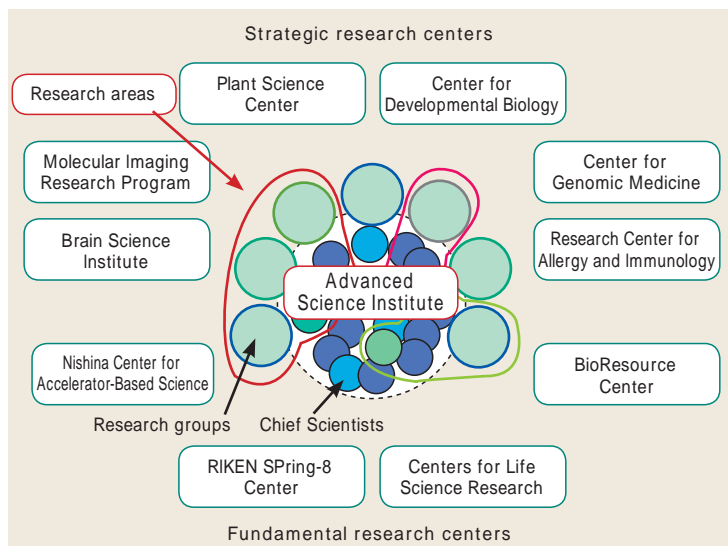 Strategic research centers
Research areas
Plant Science
Center
Center for
Developmental Biology
Molecular Imaging
Research Program
Center for
Genomic Medicine
Brain Science
Institute
Research Center for
Allergy and Immunology
Advanced
Science Institute
Nishina Center for
Accelerator-Based Science
BioResource
Center
Research groups
Chief Scientists
RIKEN SPring-8
Center
Centers for Life
Science Research
Fundamental research centers